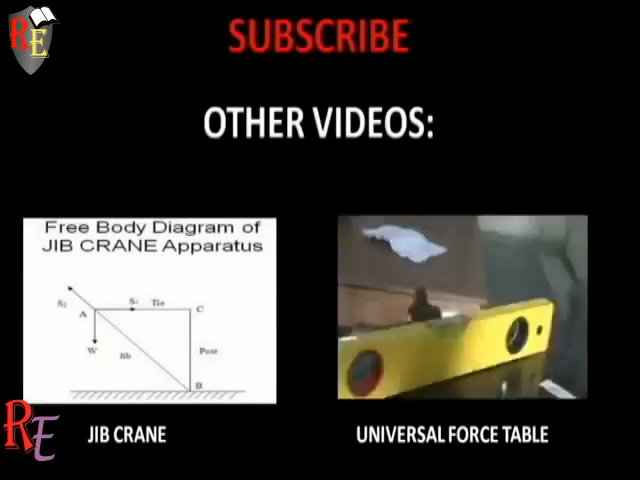 RE
SUBSCRIBE
OTHER VIDEOS:
Free Body Diagram of
JIB CRANE Apparatus
S₂
A
S₁
Tie
C
W
Jib
Post
B
RE
JIB CRANE
UNIVERSAL FORCE TABLE